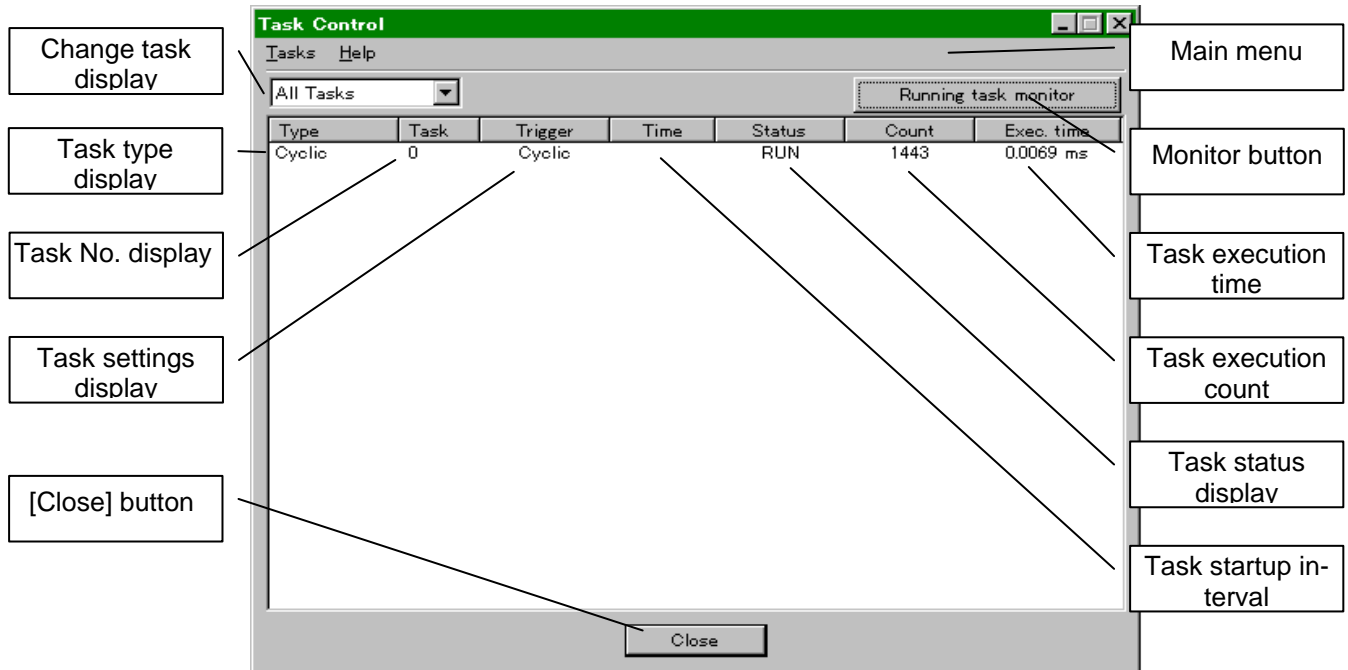 Task Control
Change task
display
Tasks Help
Main menu
All Tasks
Running task monitor
Type Task Trigger Time Status Count Exec. time
Cyclic 0 Cyclic RUN 1443 0.0069 ms
Task type
display
Monitor button
Task No. display
Task execution
time
Task settings
display
Task execution
count
Task status
display
[Close] button
Task startup in-
terval
Close